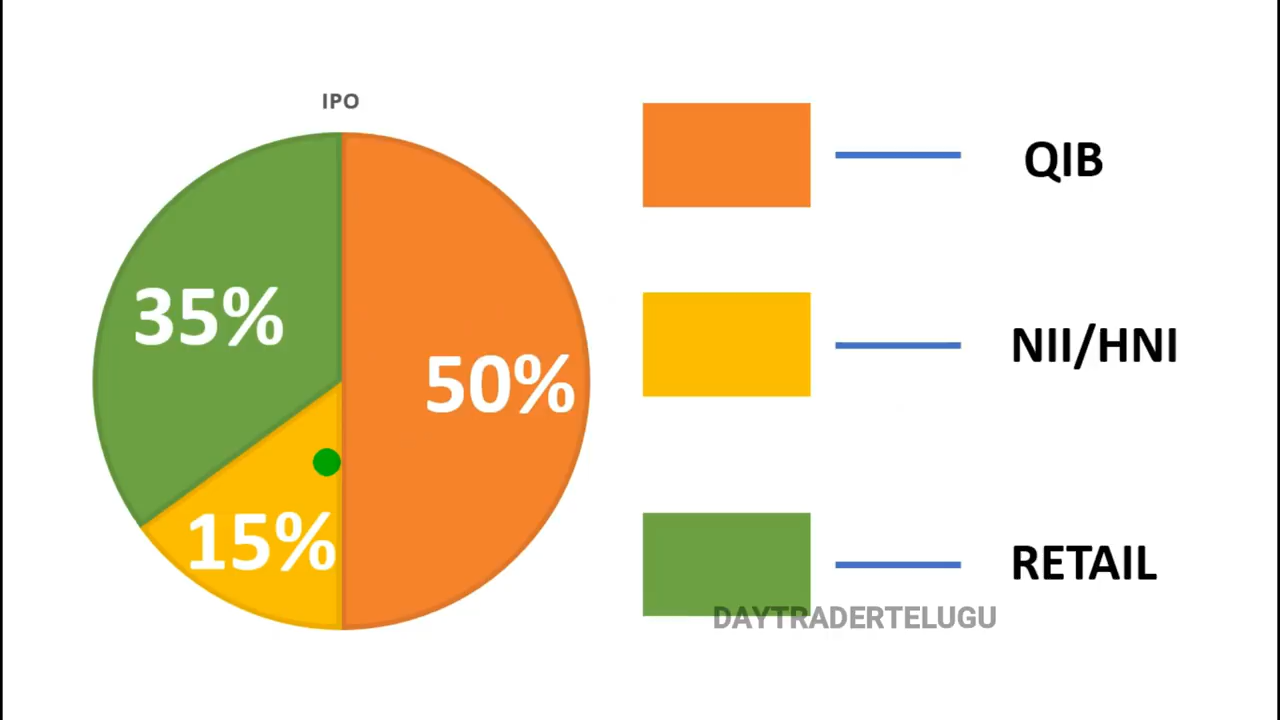 IPO
35%
50%
15%
QIB
NII/HNI
RETAIL
DAYTRADERTELUGU